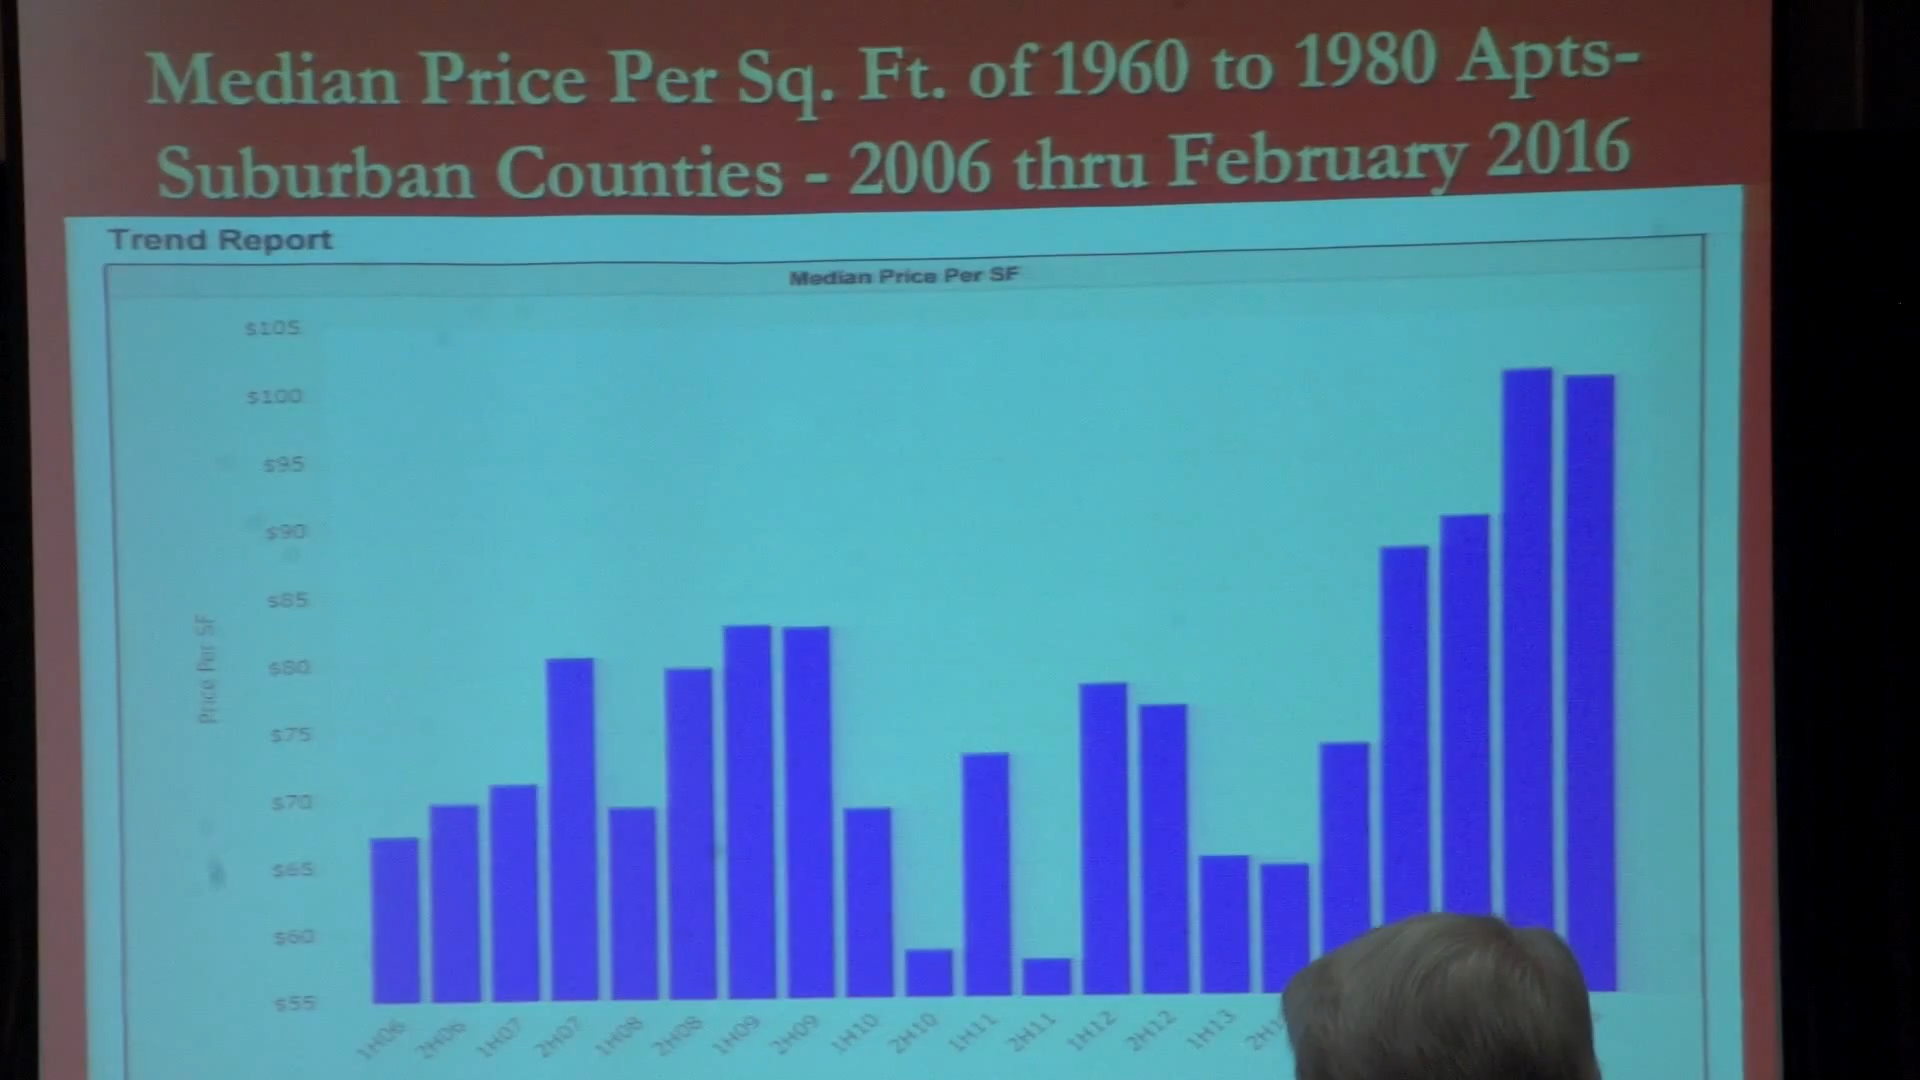 Median Price Per Sq. Ft. of 1960 to 1980 Apts-
Suburban Counties - 2006 thru February 2016
Trend Report
Median Price Per SF
$105
$100
$95
$90
$85
$80
$75
$70
$65
$60
$55
Price Per SF
1H06 2H06 1H07 2H07 1H08 2H08 1H09 2H09 1H10 2H10 1H11 2H11 1H12 2H12 1H13